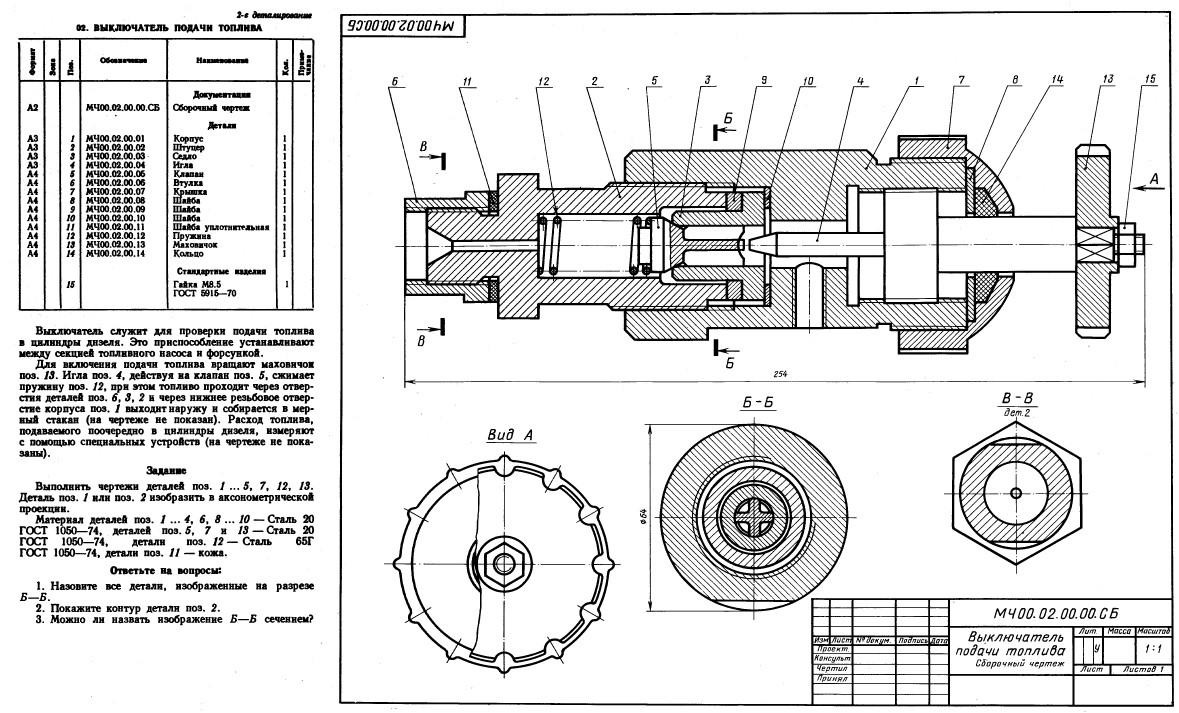 2-е деталирование
02. ВЫКЛЮЧАТЕЛЬ ПОДАЧИ ТОПЛИВА
Формат Зона Поз. Обозначение Наименование Кол. Примечание
Документация
А2 МЧ00.02.00.00.СБ Сборочный чертеж
Детали
А3 1 МЧ00.02.00.01 Корпус 1
А3 2 МЧ00.02.00.02 Штуцер 1
А3 3 МЧ00.02.00.03 Седло 1
А3 4 МЧ00.02.00.04 Игла 1
А4 5 МЧ00.02.00.05 Клапан 1
А4 6 МЧ00.02.00.06 Втулка 1
А4 7 МЧ00.02.00.07 Крышка 1
А4 8 МЧ00.02.00.08 Шайба 1
А4 9 МЧ00.02.00.09 Шайба 1
А4 10 МЧ00.02.00.10 Шайба 1
А4 11 МЧ00.02.00.11 Шайба уплотнительная 1
А4 12 МЧ00.02.00.12 Пружина 1
А4 13 МЧ00.02.00.13 Маховичок 1
А4 14 МЧ00.02.00.14 Кольцо 1
Стандартные изделия
15 Гайка М8.5 1
ГОСТ 5915—70
Выключатель служит для проверки подачи топлива
в цилиндры дизеля. Это приспособление устанавливают
между секцией топливного насоса и форсункой.
Для включения подачи топлива вращают маховичок
поз. 13. Игла поз. 4, действуя на клапан поз. 5, сжимает
пружину поз. 12, при этом топливо проходит через отвер-
стия деталей поз. 6, 3, 2 и через нижнее резьбовое отвер-
стие корпуса поз. 1 выходит наружу и собирается в мер-
ный стакан (на чертеже не показан). Расход топлива,
подаваемого поочередно в цилиндры дизеля, измеряют
с помощью специальных устройств (на чертеже не пока-
заны).
Задание
Выполнить чертежи деталей поз. 1 ... 5, 7, 12, 13.
Деталь поз. 1 или поз. 2 изобразить в аксонометрической
проекции.
Материал деталей поз. 1 ... 4, 6, 8 ... 10 — Сталь 20
ГОСТ 1050—74, деталей поз. 5, 7 и 13 — Сталь 20
ГОСТ 1050—74, детали поз. 12 — Сталь 65Г
ГОСТ 1050—74, детали поз. 11 — кожа.
Ответьте на вопросы:
1. Назовите все детали, изображенные на разрезе
Б—Б.
2. Покажите контур детали поз. 2.
3. Можно ли назвать изображение Б—Б сечением?
МЧ00.02.00.00.СБ
6 11 12 2 5 3 9 10 4 1 7 8 14 13 15
Б
В
А
В
Б
254
Вид А
Б-Б
В-В
дет.2
ø64
МЧ00.02.00.00.СБ
Изм Лист № докум. Подпись Дата
Проект.
Консульт
Чертил
Принял
Выключатель
подачи топлива
Сборочный чертеж
Лит. Масса Масштаб
У 1:1
Лист Листов 1